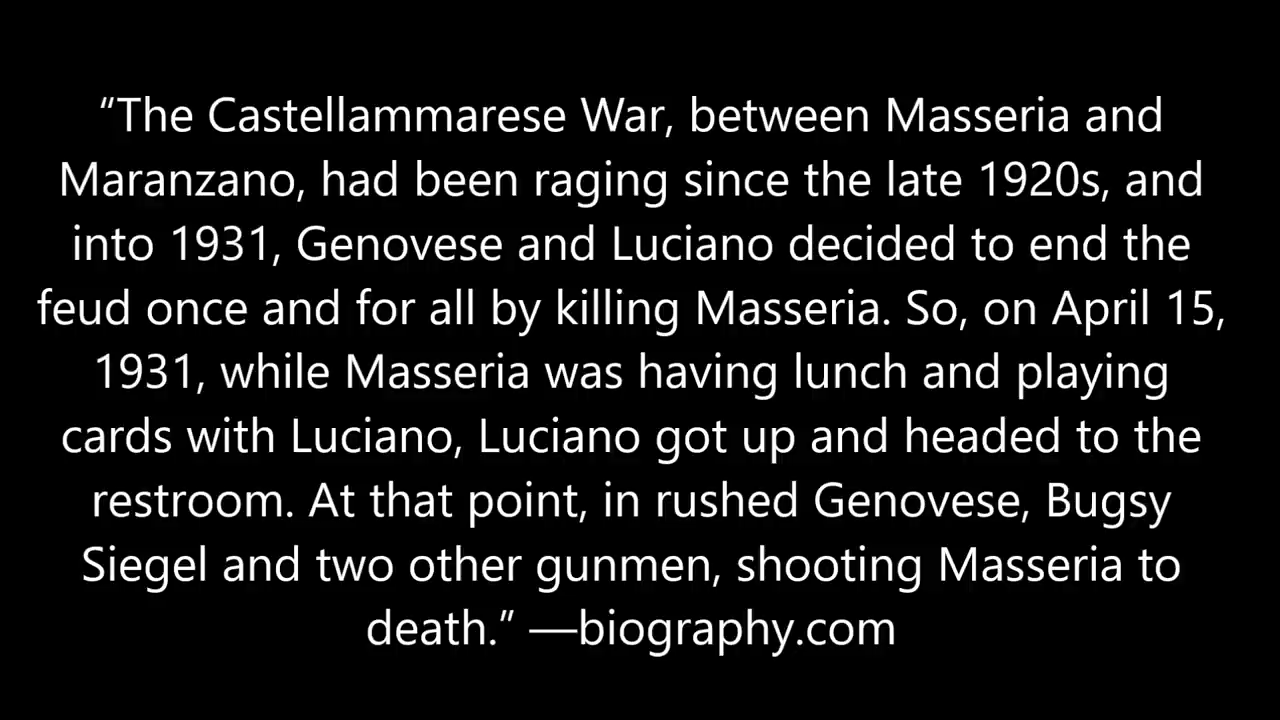 “The Castellammarese War, between Masseria and
Maranzano, had been raging since the late 1920s, and
into 1931, Genovese and Luciano decided to end the
feud once and for all by killing Masseria. So, on April 15,
1931, while Masseria was having lunch and playing
cards with Luciano, Luciano got up and headed to the
restroom. At that point, in rushed Genovese, Bugsy
Siegel and two other gunmen, shooting Masseria to
death.” —biography.com